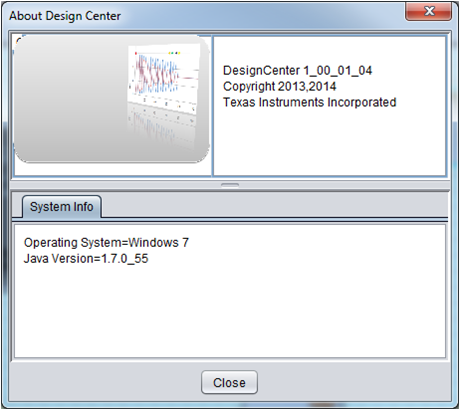 About Design Center
DesignCenter 1_00_01_04
Copyright 2013,2014
Texas Instruments Incorporated
System Info
Operating System=Windows 7
Java Version=1.7.0_55
Close